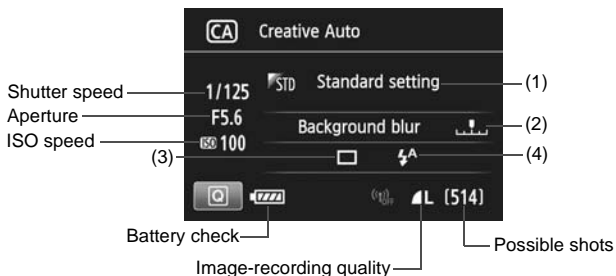 CA Creative Auto
Shutter speed 1/125 STD Standard setting (1)
Aperture F5.6
ISO speed ISO 100 Background blur (2)
(3) A (4)
Q OFF L [514]
Battery check
Possible shots
Image-recording quality